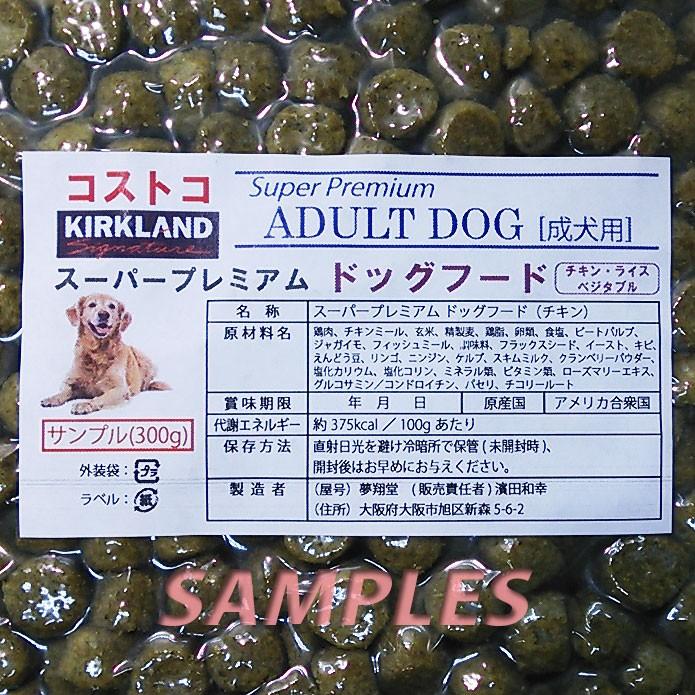 コストコ
KIRKLAND
Signature
Super Premium
ADULT DOG [成犬用]
スーパープレミアム ドッグフード
チキン・ライス
ベジタブル
名 称 スーパープレミアム ドッグフード（チキン）
原材料名 鶏肉、チキンミール、玄米、精製麦、鶏脂、卵類、食塩、ビートパルプ、
ジャガイモ、フィッシュミール、調味料、フラックスシード、イースト、キビ、
えんどう豆、リンゴ、ニンジン、ケルプ、スキムミルク、クランベリーパウダー、
塩化カリウム、塩化コリン、ミネラル類、ビタミン類、ローズマリーエキス、
グルコサミン／コンドロイチン、パセリ、チコリールート
賞味期限 年 月 日 原産国 アメリカ合衆国
代謝エネルギー 約 375kcal ／ 100g あたり
保存方法 直射日光を避け冷暗所で保管 ( 未開封時 )、
開封後はお早めにお与えください。
製造者 （屋号）夢翔堂 ( 販売責任者 ) 濱田和幸
（住所）大阪府大阪市旭区新森 5-6-2
サンプル(300g)
外装袋： プラ
ラベル： 紙
SAMPLES